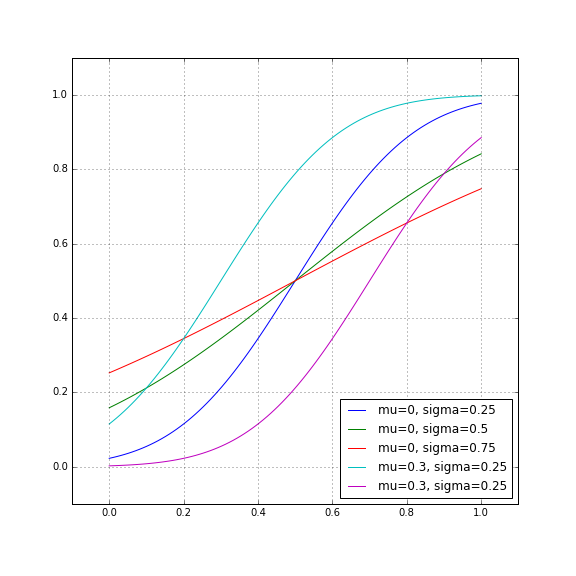 1.0
0.8
0.6
0.4
0.2
0.0
mu=0, sigma=0.25
mu=0, sigma=0.5
mu=0, sigma=0.75
mu=0.3, sigma=0.25
mu=0.3, sigma=0.25
0.0 0.2 0.4 0.6 0.8 1.0